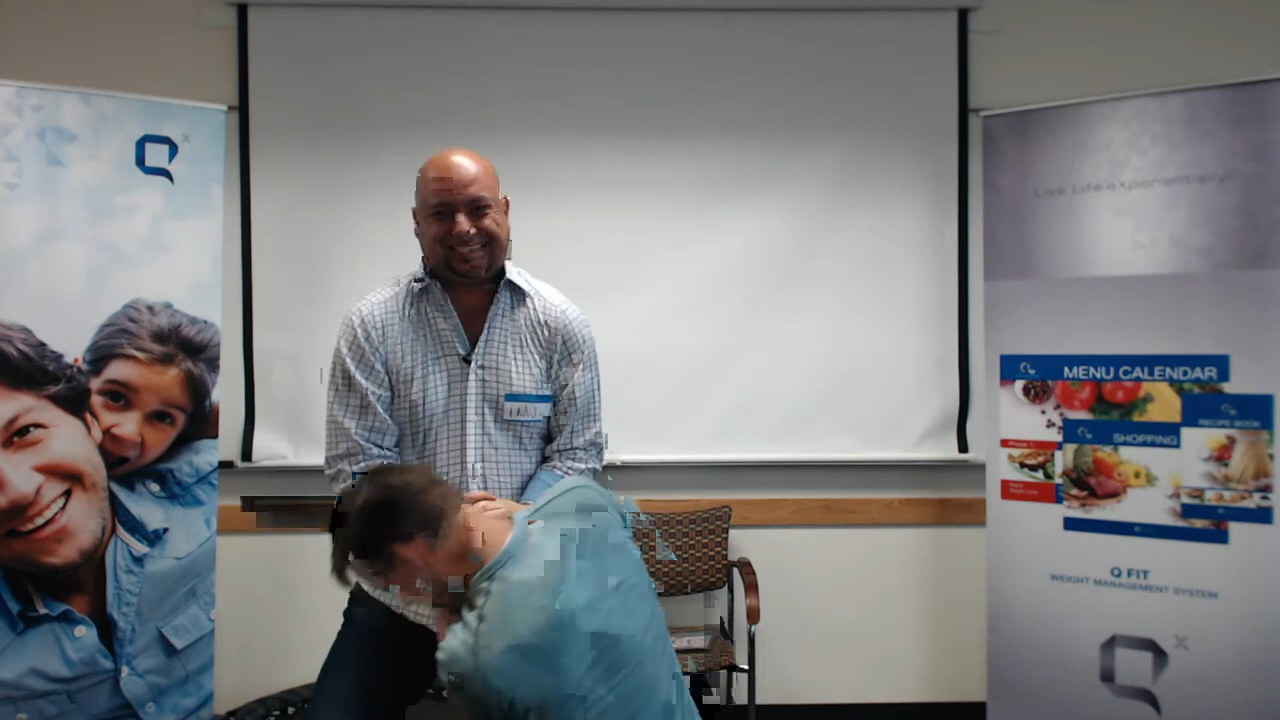 Live Life exponentially
MENU CALENDAR
RECIPE BOOK
SHOPPING
Q FIT
WEIGHT MANAGEMENT SYSTEM